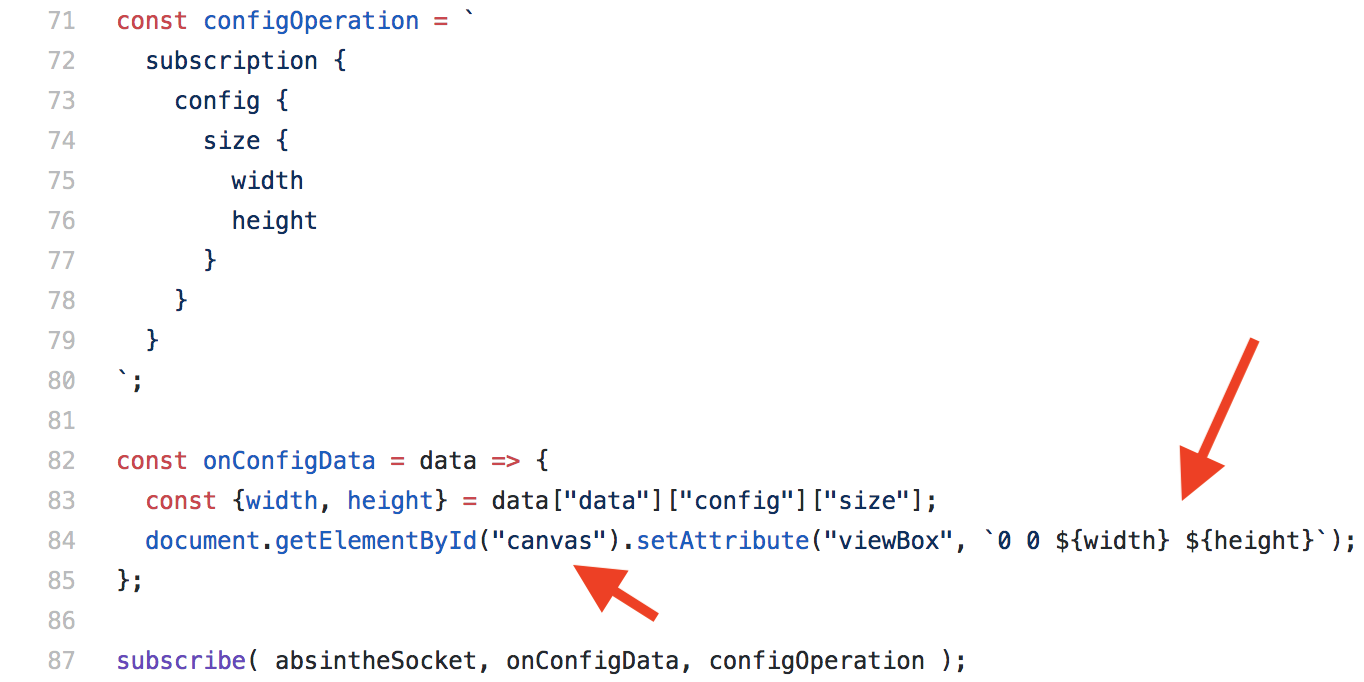 71 const configOperation = `
72 subscription {
73 config {
74 size {
75 width
76 height
77 }
78 }
79 }
80 `;
81
82 const onConfigData = data => {
83 const {width, height} = data["data"]["config"]["size"];
84 document.getElementById("canvas").setAttribute("viewBox", `0 0 ${width} ${height}`);
85 };
86
87 subscribe( absintheSocket, onConfigData, configOperation );